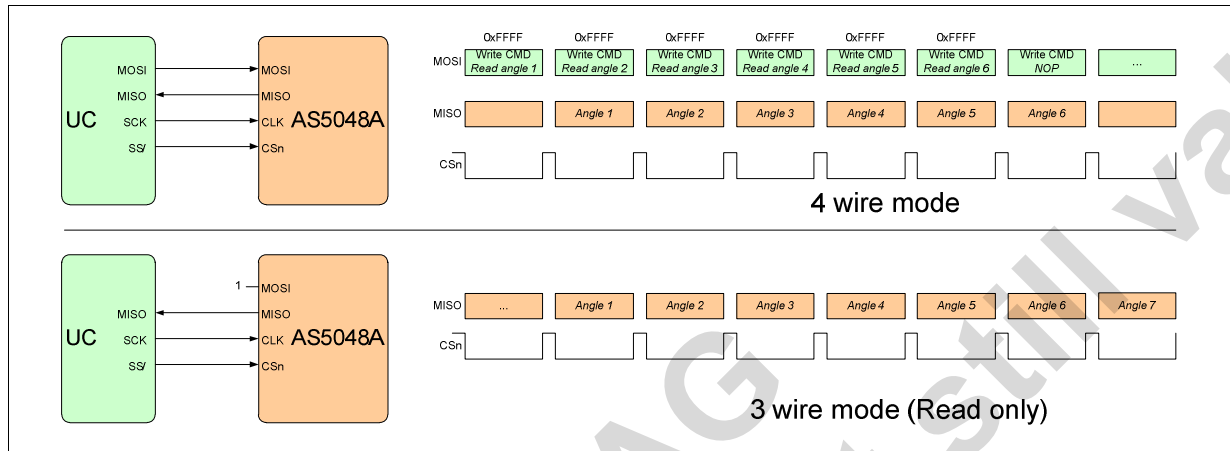 0xFFFF 0xFFFF 0xFFFF 0xFFFF 0xFFFF 0xFFFF
MOSI Write CMD Write CMD Write CMD Write CMD Write CMD Write CMD Write CMD ...
Read angle 1 Read angle 2 Read angle 3 Read angle 4 Read angle 5 Read angle 6 NOP
MISO Angle 1 Angle 2 Angle 3 Angle 4 Angle 5 Angle 6
CSn
4 wire mode
UC
MOSI
MISO
SCK
SS/
MOSI
MISO
CLK
CSn
AS5048A
UC
MISO
SCK
SS/
1
MOSI
MISO
CLK
CSn
AS5048A
MISO ... Angle 1 Angle 2 Angle 3 Angle 4 Angle 5 Angle 6 Angle 7
CSn
3 wire mode (Read only)
AG
still